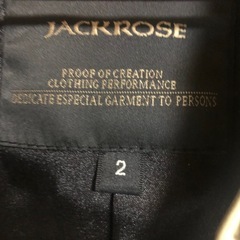 JACKROSE
PROOF OF CREATION
CLOTHING PERFORMANCE
DEDICATE ESPECIAL GARMENT TO PERSONS
2